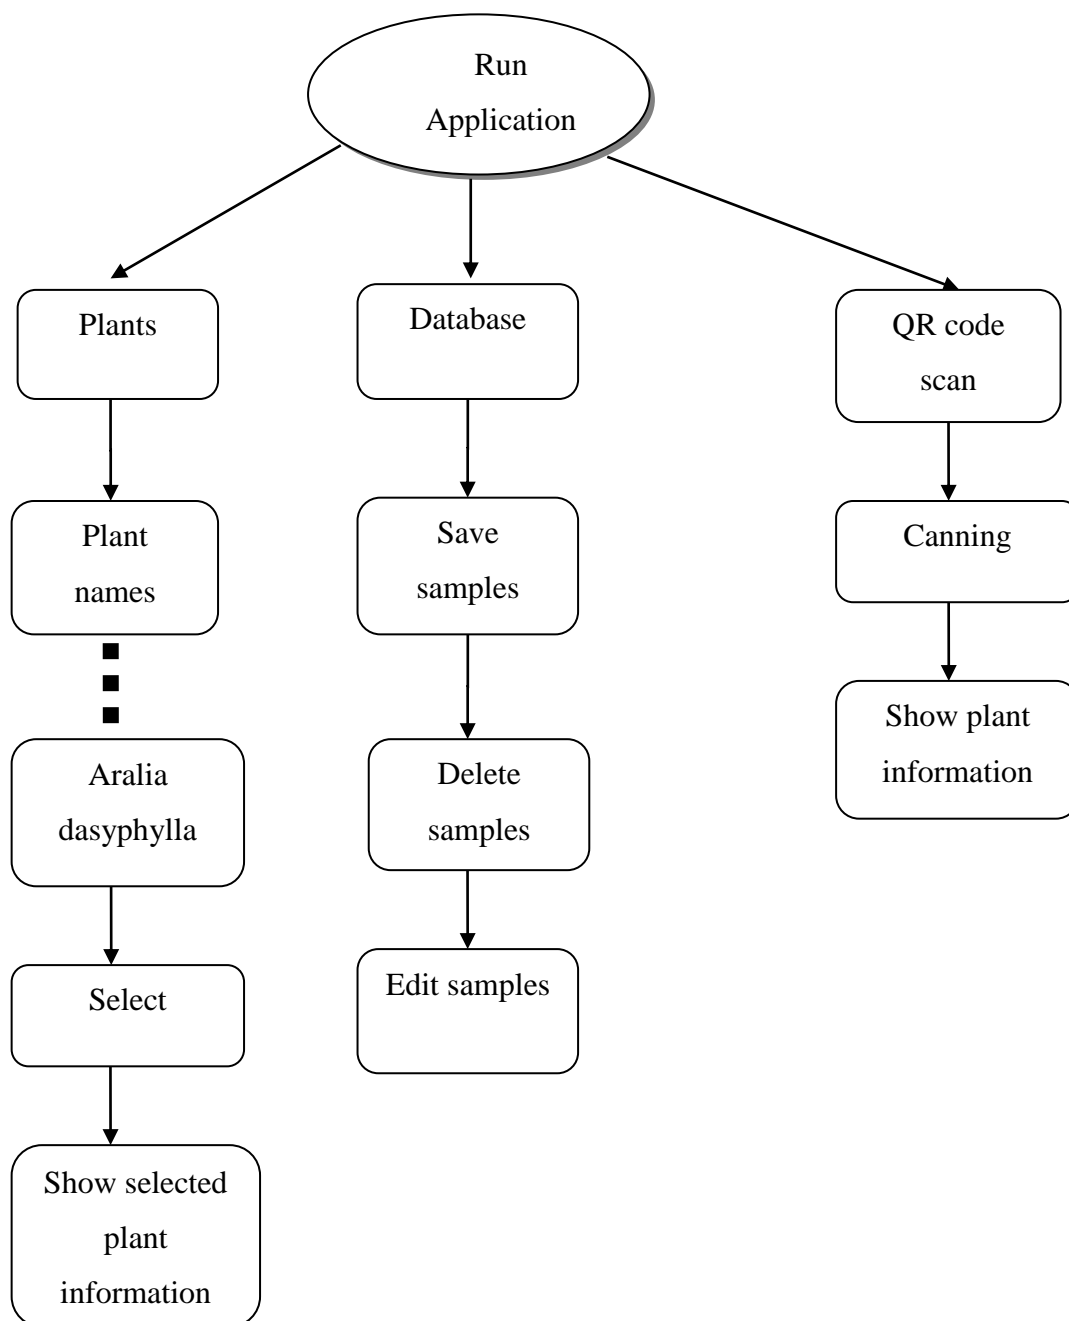 Run
Application
Plants
Database
QR code
scan
Plant
names
Save
samples
Canning
Aralia
dasyphylla
Delete
samples
Show plant
information
Select
Edit samples
Show selected
plant
information